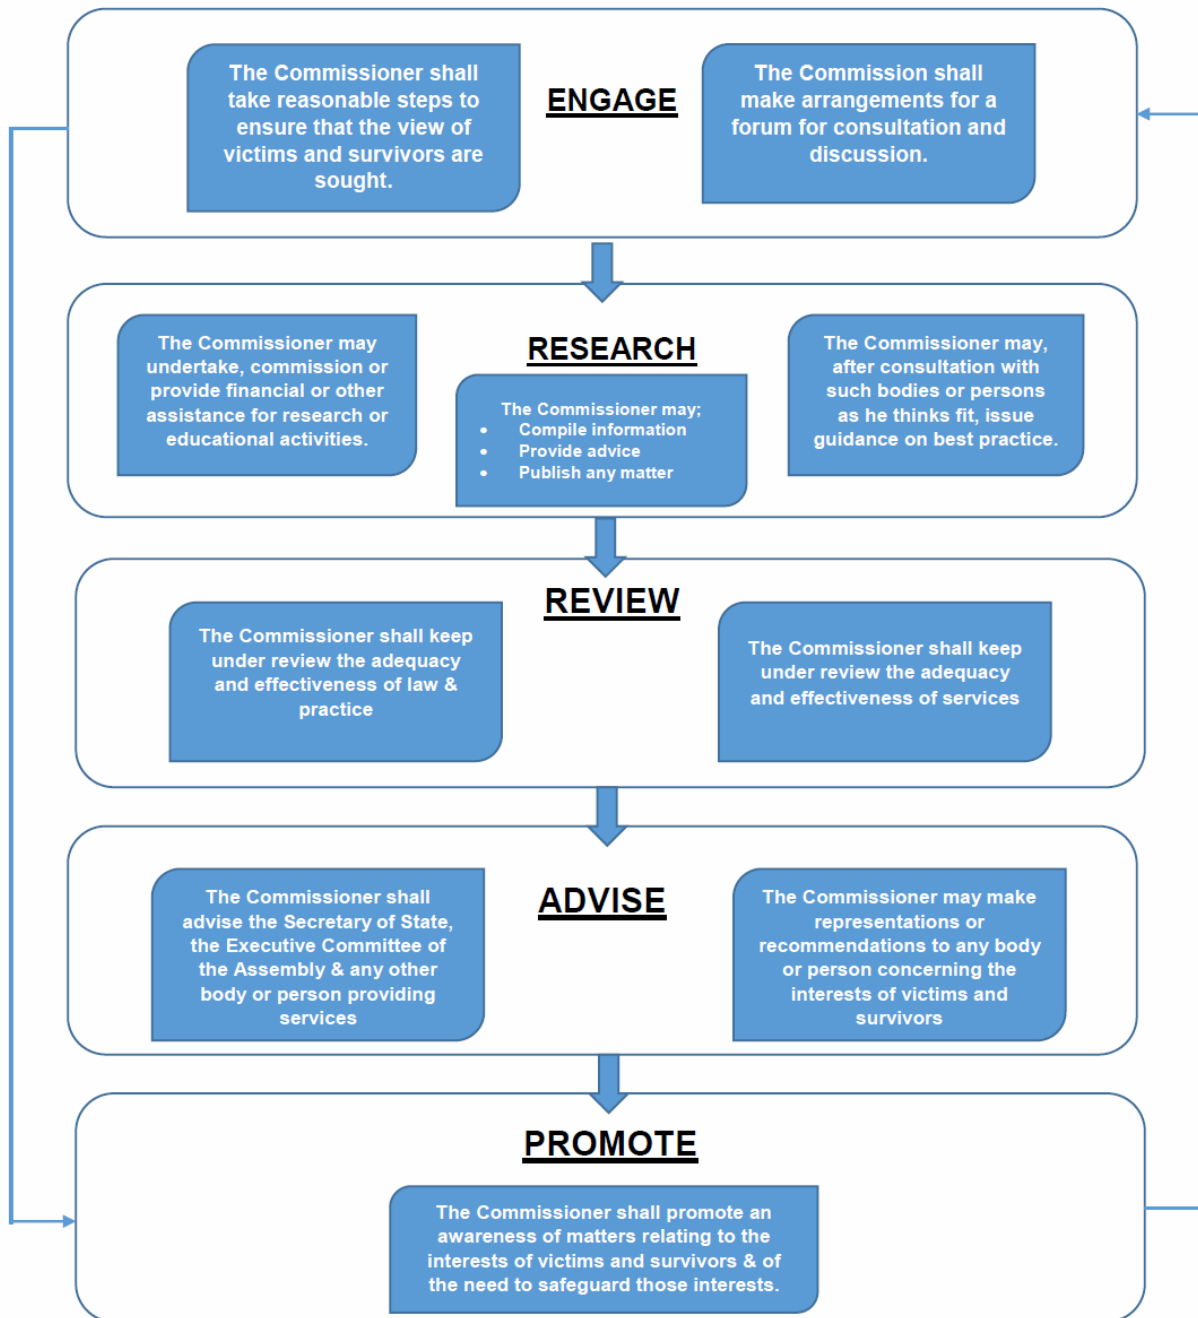 ENGAGE
The Commissioner shall
take reasonable steps to
ensure that the view of
victims and survivors are
sought.
The Commission shall
make arrangements for a
forum for consultation and
discussion.
RESEARCH
The Commissioner may
undertake, commission or
provide financial or other
assistance for research or
educational activities.
The Commissioner may;
• Compile information
• Provide advice
• Publish any matter
The Commissioner may,
after consultation with
such bodies or persons
as he thinks fit, issue
guidance on best practice.
REVIEW
The Commissioner shall keep
under review the adequacy
and effectiveness of law &
practice
The Commissioner shall keep
under review the adequacy
and effectiveness of services
ADVISE
The Commissioner shall
advise the Secretary of State,
the Executive Committee of
the Assembly & any other
body or person providing
services
The Commissioner may make
representations or
recommendations to any body
or person concerning the
interests of victims and
survivors
PROMOTE
The Commissioner shall promote an
awareness of matters relating to the
interests of victims and survivors & of
the need to safeguard those interests.